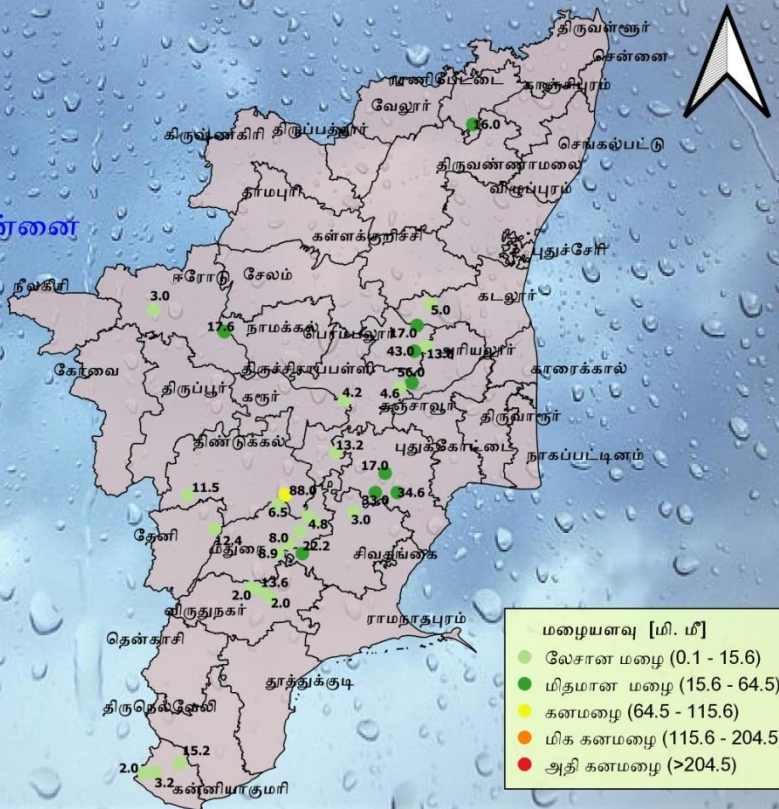 திருவள்ளூர்
சென்னை
ராணிபேட்டை
காஞ்சிபுரம்
வேலூர்
16.0
கிருஷ்ணகிரி
திருப்பத்தூர்
செங்கல்பட்டு
திருவண்ணாமலை
விழுப்புரம்
தர்மபுரி
ன்னை
கள்ளக்குறிச்சி
புதுச்சேரி
நீலகிரி
ஈரோடு
சேலம்
கடலூர்
3.0
5.0
17.6
நாமக்கல்
பெரம்பலூர்
17.0
43.0
அரியலூர்
திருச்சிராப்பள்ளி
காரைக்கால்
திருப்பூர்
கரூர்
56.0
4.2
4.6
தஞ்சாவூர்
திருவாரூர்
திண்டுக்கல்
13.2
புதுக்கோட்டை
நாகப்பட்டினம்
17.0
11.5
88.0
34.6
6.5
3.0
தேனி
4.8
12.4
8.0
மதுரை
22.2
சிவகங்கை
13.6
2.0
2.0
விருதுநகர்
ராமநாதபுரம்
தென்காசி
தூத்துக்குடி
திருநெல்வேலி
15.2
2.0
3.2
கன்னியாகுமரி
மழையளவு [மி. மீ]
லேசான மழை (0.1 - 15.6)
மிதமான மழை (15.6 - 64.5)
கனமழை (64.5 - 115.6)
மிக கனமழை (115.6 - 204.5)
அதி கனமழை (>204.5)